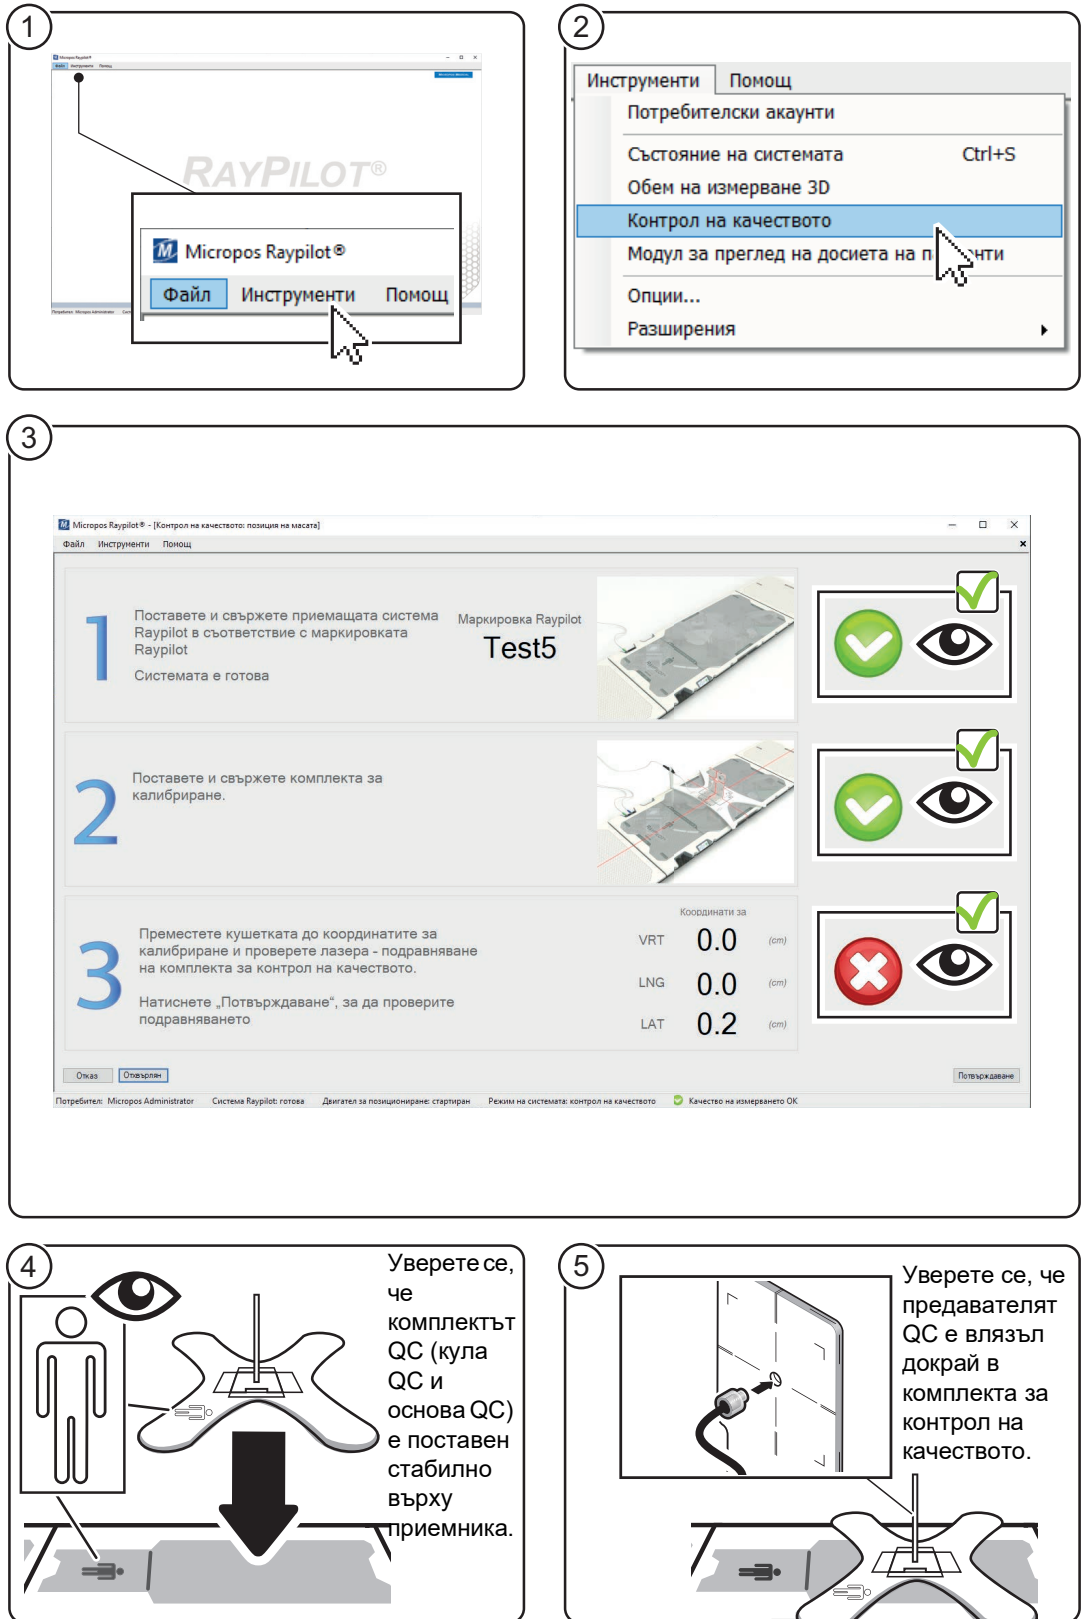 1
Micropos Raypilot®
Файл Инструменти Помощ
RAYPILOT®
Micropos Raypilot®
Файл Инструменти Помощ
2
Инструменти Помощ
Потребителски акаунти
Състояние на системата Ctrl+S
Обем на измерване 3D
Контрол на качеството
Модул за преглед на досиета на
Опции...
Разширения
3
Micropos Raypilot® - [Контрол на качеството: позиция на масата]
Файл Инструменти Помощ
1
Поставете и свържете приемащата система
Raypilot в съответствие с маркировката
Raypilot
Системата е готова
Маркировка Raypilot
Test5
2
Поставете и свържете комплекта за
калибриране.
3
Преместете кушетката до координатите за
калибриране и проверете лазера - подравняване
на комплекта за контрол на качеството.
Натиснете „Потвърждаване“, за да проверите
подравняването
Координати за
VRT 0.0 (cm)
LNG 0.0 (cm)
LAT 0.2 (cm)
Отказ Отхвърлян Потвърждаване
Потребител: Micropos Administrator Система Raypilot: готова Двигател за позициониране: стартиран Режим на системата: контрол на качеството Качество на измерването ОК
4
Уверете се,
че
комплектът
QC (кула
QC и
основа QC)
е поставен
стабилно
върху
приемника.
5
Уверете се, че
предавателят
QC е влязъл
докрай в
комплекта за
контрол на
качеството.